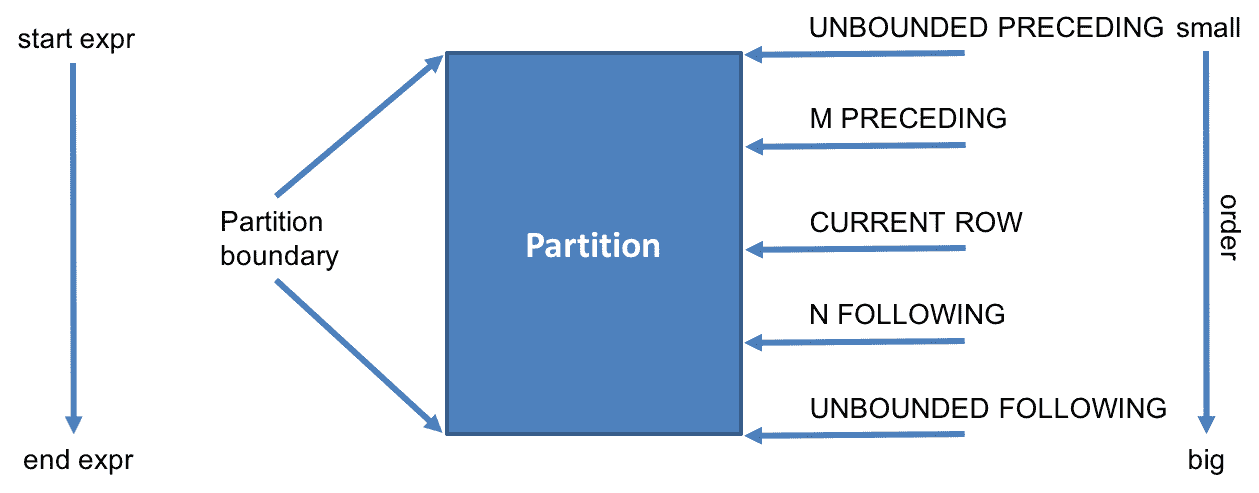 start expr
end expr
Partition
boundary
Partition
UNBOUNDED PRECEDING
M PRECEDING
CURRENT ROW
N FOLLOWING
UNBOUNDED FOLLOWING
small
order
big